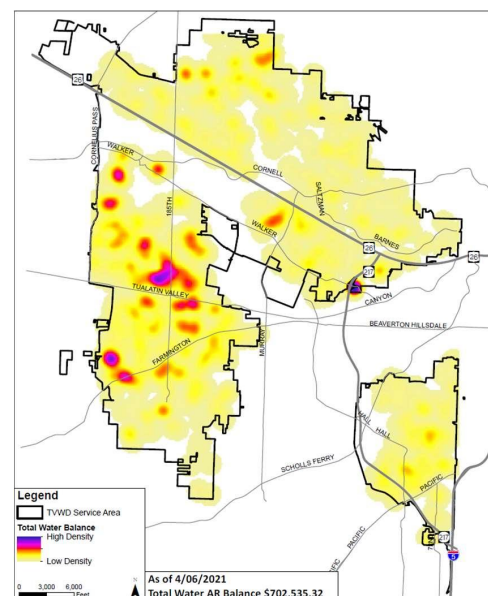 26
CORNELIUS PASS
WALKER
185TH
CORNELL
SALTZMAN
WALKER
BARNES
26
26
217
CANYON
TUALATIN VALLEY
BEAVERTON HILLSDALE
FARMINGTON
MURRAY
HALL
HALL
SCHOLLS FERRY
PACIFIC
PACIFIC
217
5
Legend
TVWD Service Area
Total Water Balance
High Density
Low Density
0 3,000 6,000
Feet
N
As of 4/06/2021
Total Water AR Balance $702,535.32